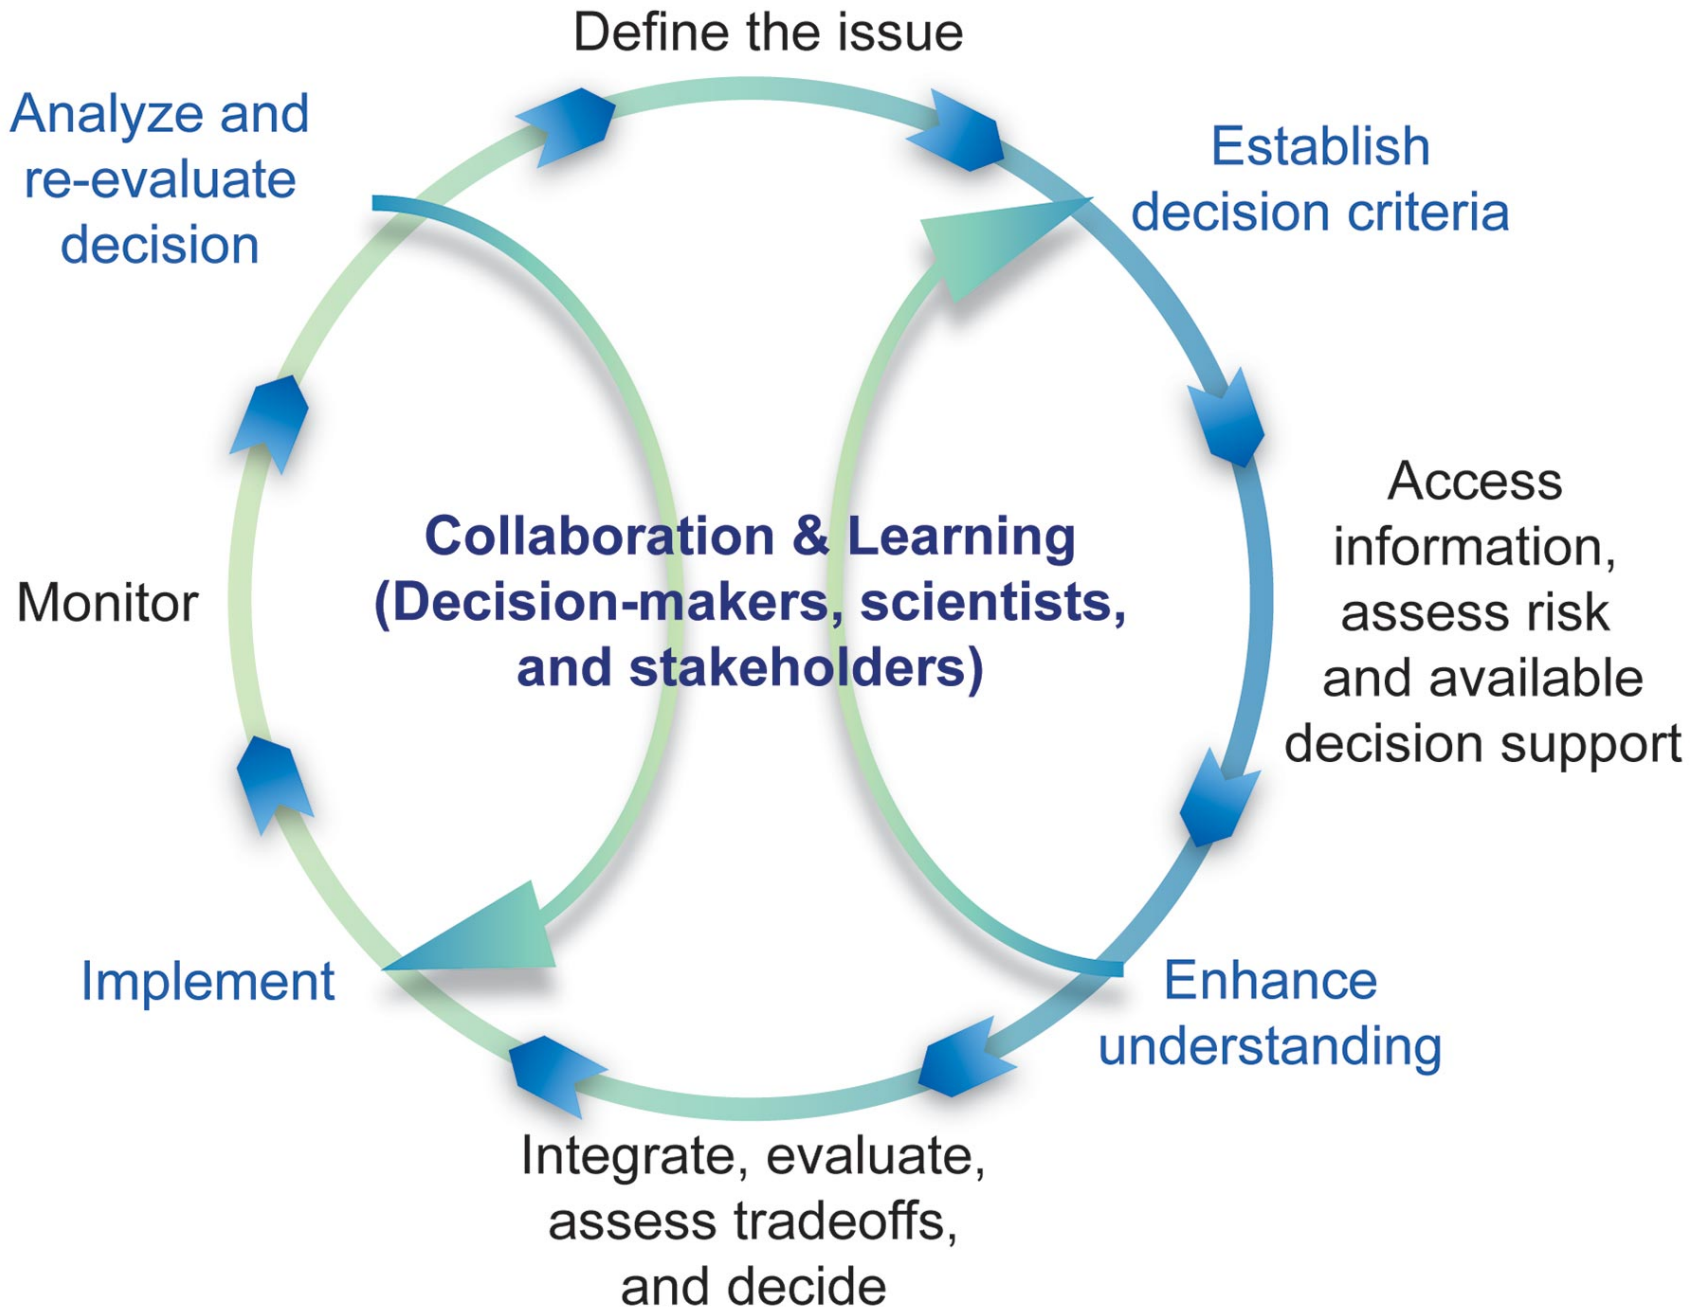 Define the issue
Analyze and
re-evaluate
decision
Establish
decision criteria
Access
information,
assess risk
and available
decision support
Collaboration & Learning
(Decision-makers, scientists,
and stakeholders)
Monitor
Implement
Enhance
understanding
Integrate, evaluate,
assess tradeoffs,
and decide